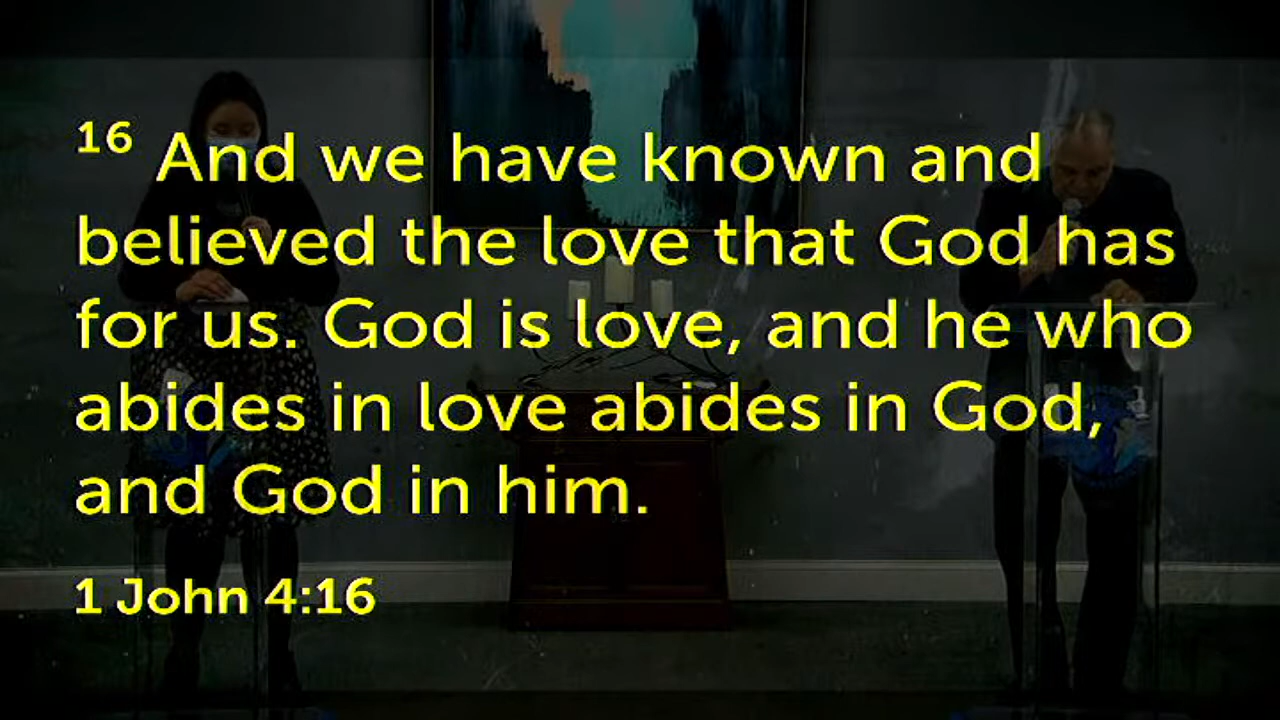 16 And we have known and
believed the love that God has
for us. God is love, and he who
abides in love abides in God,
and God in him.
1 John 4:16